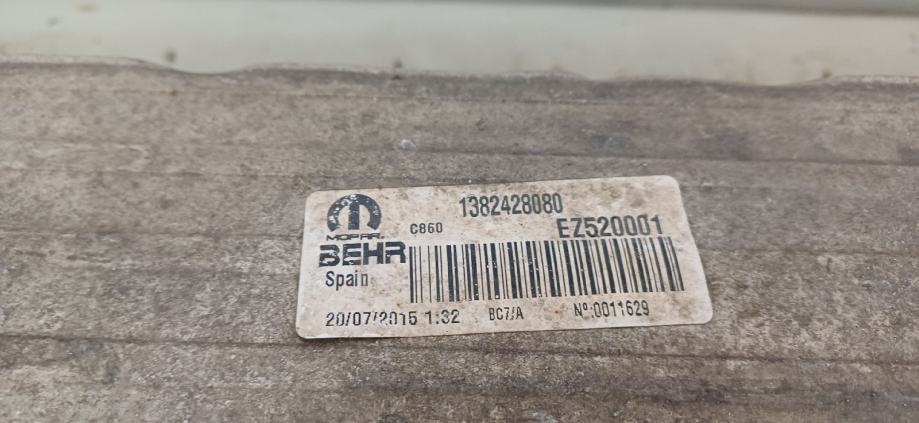 1382428080
C860
EZ520001
MOPAR
BEHR
Spain
20/07/2015 1:32
BC7/A
Nº:0011629